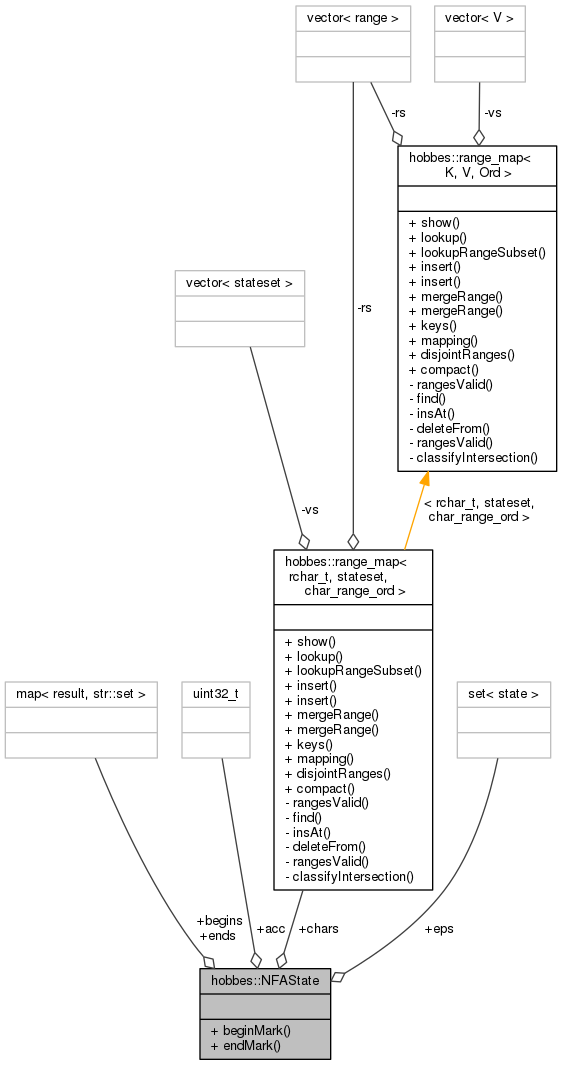 vector< range >
vector< V >
-rs
-vs
hobbes::range_map<
K, V, Ord >
+ show()
+ lookup()
+ lookupRangeSubset()
+ insert()
+ insert()
+ mergeRange()
+ mergeRange()
+ keys()
+ mapping()
+ disjointRanges()
+ compact()
- rangesValid()
- find()
- insAt()
- deleteFrom()
- rangesValid()
- classifyIntersection()
vector< stateset >
-rs
-vs
< rchar_t, stateset,
char_range_ord >
hobbes::range_map<
rchar_t, stateset,
char_range_ord >
+ show()
+ lookup()
+ lookupRangeSubset()
+ insert()
+ insert()
+ mergeRange()
+ mergeRange()
+ keys()
+ mapping()
+ disjointRanges()
+ compact()
- rangesValid()
- find()
- insAt()
- deleteFrom()
- rangesValid()
- classifyIntersection()
map< result, str::set >
uint32_t
set< state >
+begins
+ends
+acc
+chars
+eps
hobbes::NFAState
+ beginMark()
+ endMark()